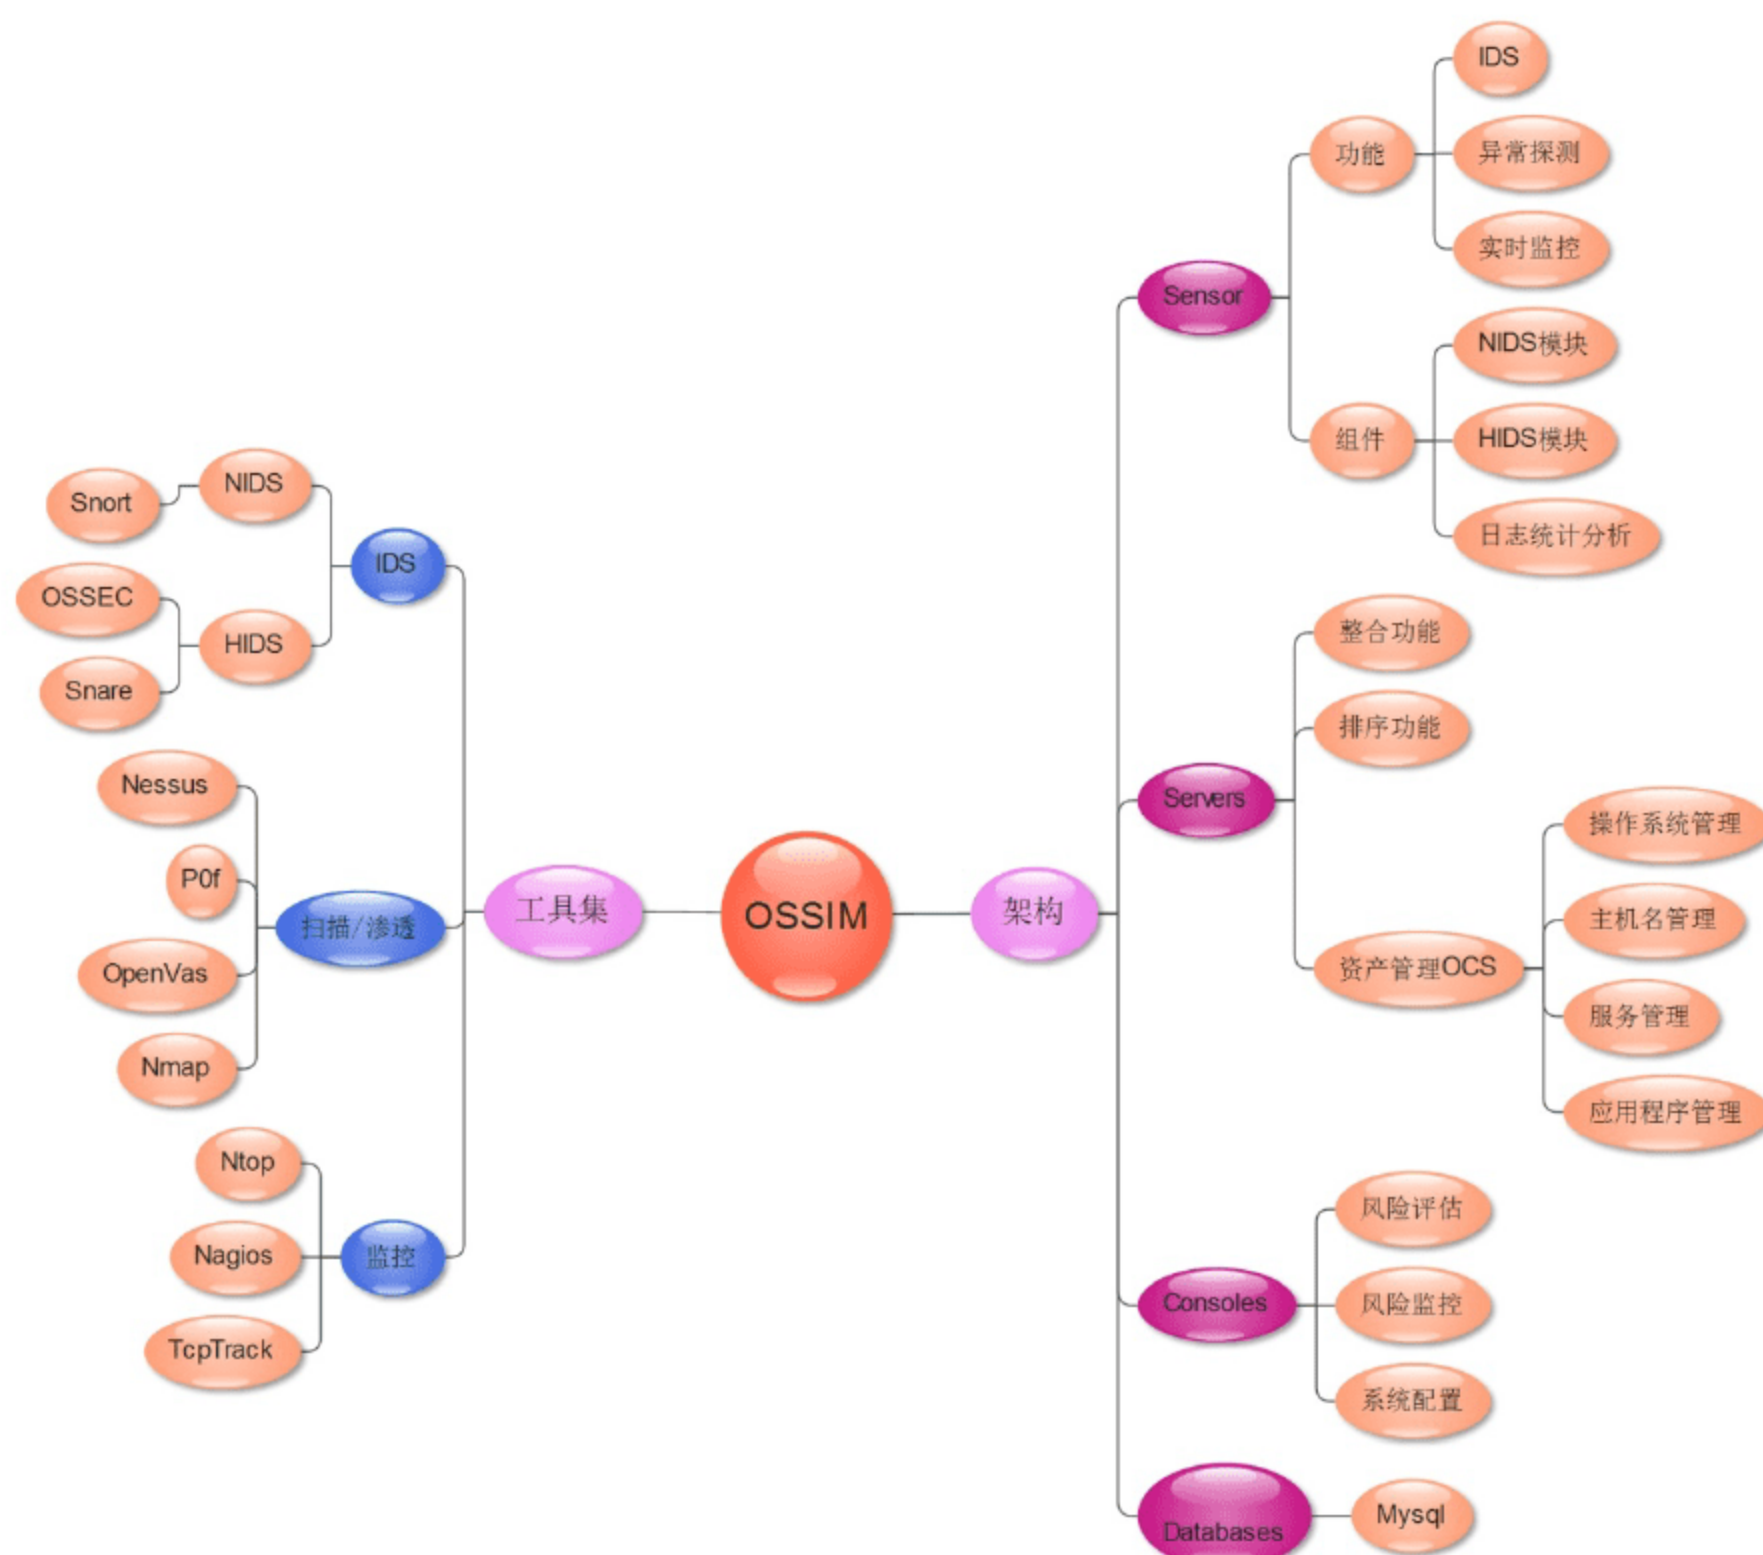 OSSIM
工具集
IDS
NIDS
Snort
HIDS
OSSEC
Snare
扫描/渗透
Nessus
P0f
OpenVas
Nmap
监控
Ntop
Nagios
TcpTrack
架构
Sensor
功能
IDS
异常探测
实时监控
组件
NIDS模块
HIDS模块
日志统计分析
Servers
整合功能
排序功能
资产管理OCS
操作系统管理
主机名管理
服务管理
应用程序管理
Consoles
风险评估
风险监控
系统配置
Databases
Mysql